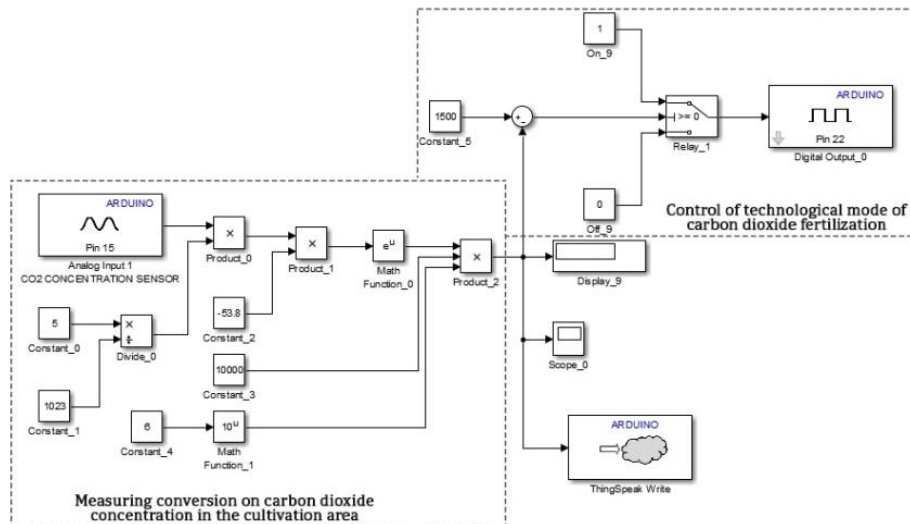 1
On_9
1500
Constant_5
+
-
>= 0
Relay_1
ARDUINO
Pin 22
Digital Output_0
0
Off_9
Control of technological mode of
carbon dioxide fertilization
ARDUINO
Pin 15
Analog Input 1
CO2 CONCENTRATION SENSOR
×
Product_0
×
Product_1
eᵘ
Math
Function_0
×
Product_2
Display_9
5
Constant_0
×
÷
Divide_0
-53.8
Constant_2
Scope_0
10000
Constant_3
1023
Constant_1
6
Constant_4
10ᵘ
Math
Function_1
ARDUINO
ThingSpeak Write
Measuring conversion on carbon dioxide
concentration in the cultivation area